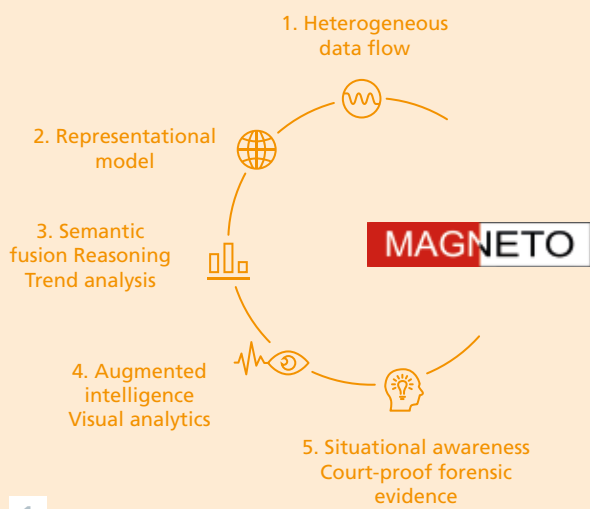 1. Heterogeneous
data flow
2. Representational
model
3. Semantic
fusion Reasoning
Trend analysis
MAGNETO
4. Augmented
intelligence
Visual analytics
5. Situational awareness
Court-proof forensic
evidence